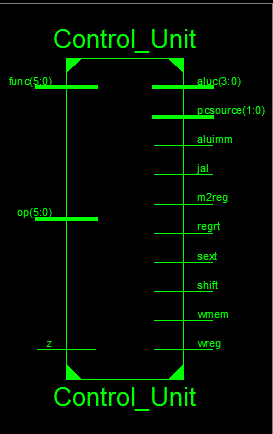 Control_Unit
func(5:0)
aluc(3:0)
pcsource(1:0)
aluimm
jal
m2reg
op(5:0)
regrt
sext
shift
wmem
z
wreg
Control_Unit